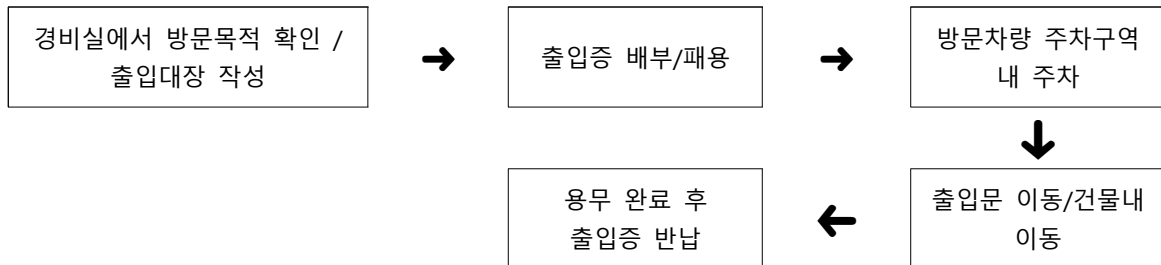 경비실에서 방문목적 확인 /
출입대장 작성
출입증 배부/패용
방문차량 주차구역
내 주차
출입문 이동/건물내
이동
용무 완료 후
출입증 반납